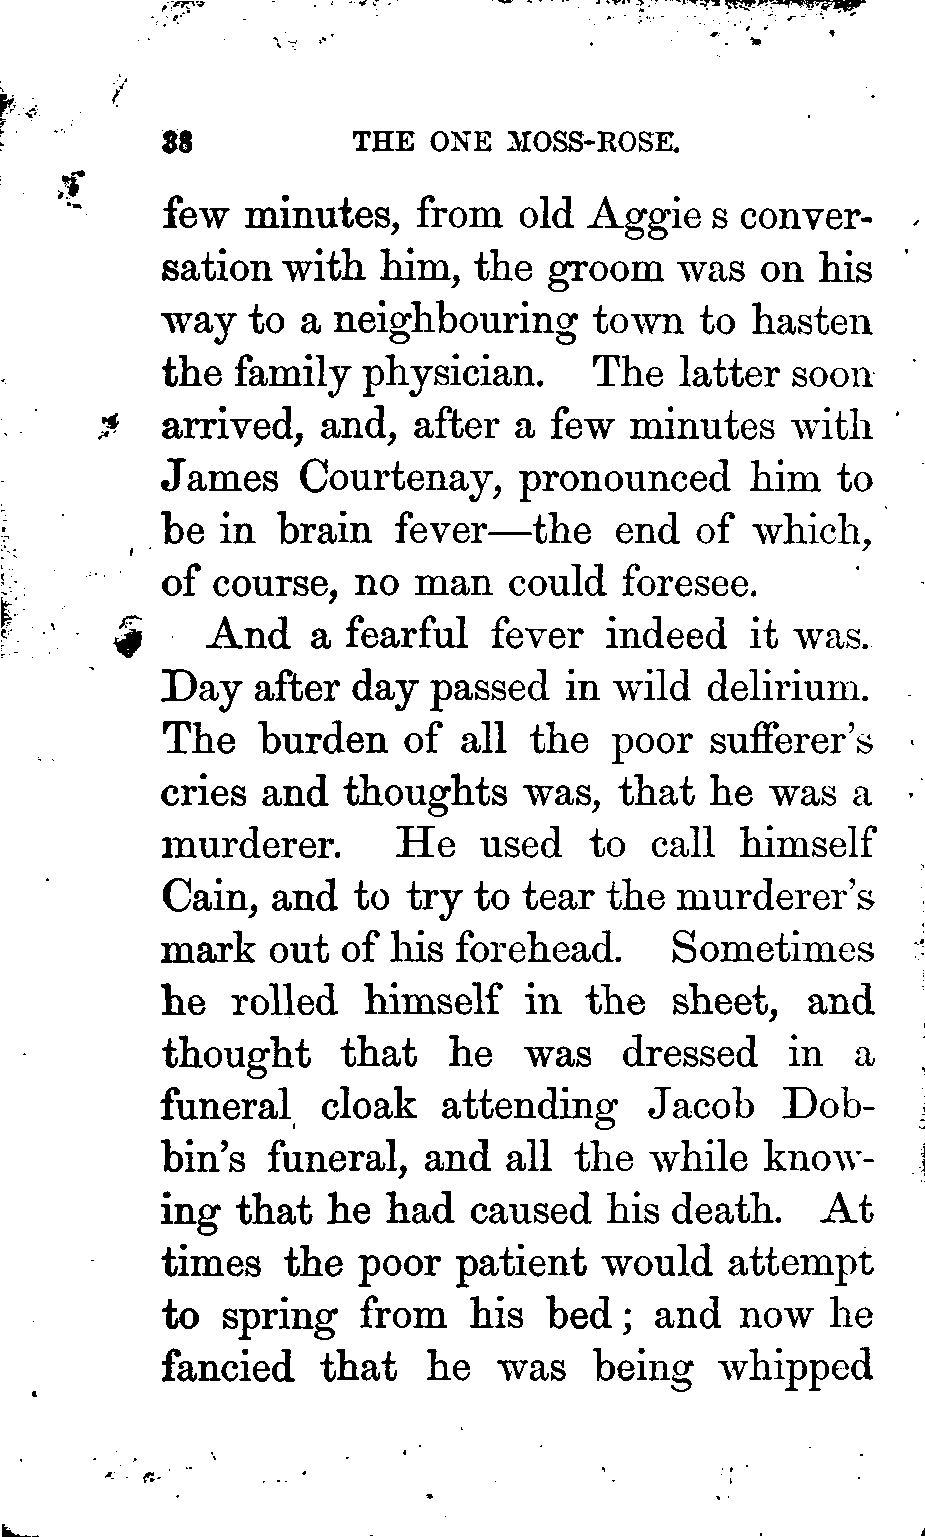 38 THE ONE MOSS-ROSE.
few minutes, from old Aggie s conver-
sation with him, the groom was on his
way to a neighbouring town to hasten
the family physician. The latter soon
arrived, and, after a few minutes with
James Courtenay, pronounced him to
be in brain fever—the end of which,
of course, no man could foresee.
And a fearful fever indeed it was.
Day after day passed in wild delirium.
The burden of all the poor sufferer's
cries and thoughts was, that he was a
murderer. He used to call himself
Cain, and to try to tear the murderer's
mark out of his forehead. Sometimes
he rolled himself in the sheet, and
thought that he was dressed in a
funeral cloak attending Jacob Dob-
bin's funeral, and all the while know-
ing that he had caused his death. At
times the poor patient would attempt
to spring from his bed; and now he
fancied that he was being whipped